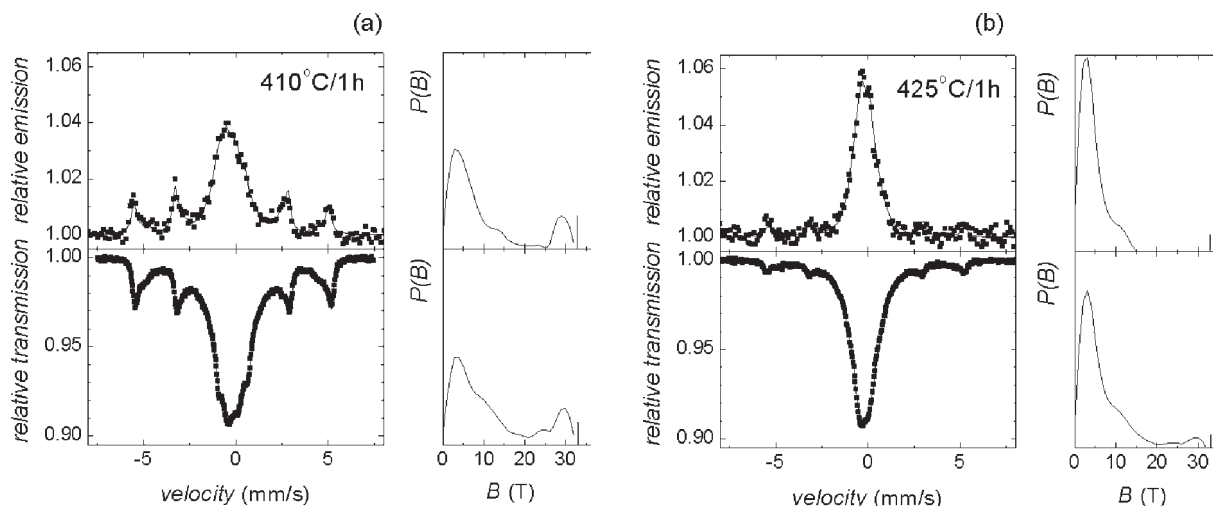 (a)
(b)
relative emission
1.06
1.04
1.02
1.00
410°C/1h
P(B)
relative emission
1.06
1.04
1.02
1.00
425°C/1h
P(B)
relative transmission
1.00
0.95
0.90
P(B)
relative transmission
1.00
0.95
0.90
P(B)
-5 0 5
0 10 20 30
-5 0 5
0 10 20 30
velocity (mm/s)
B (T)
velocity (mm/s)
B (T)